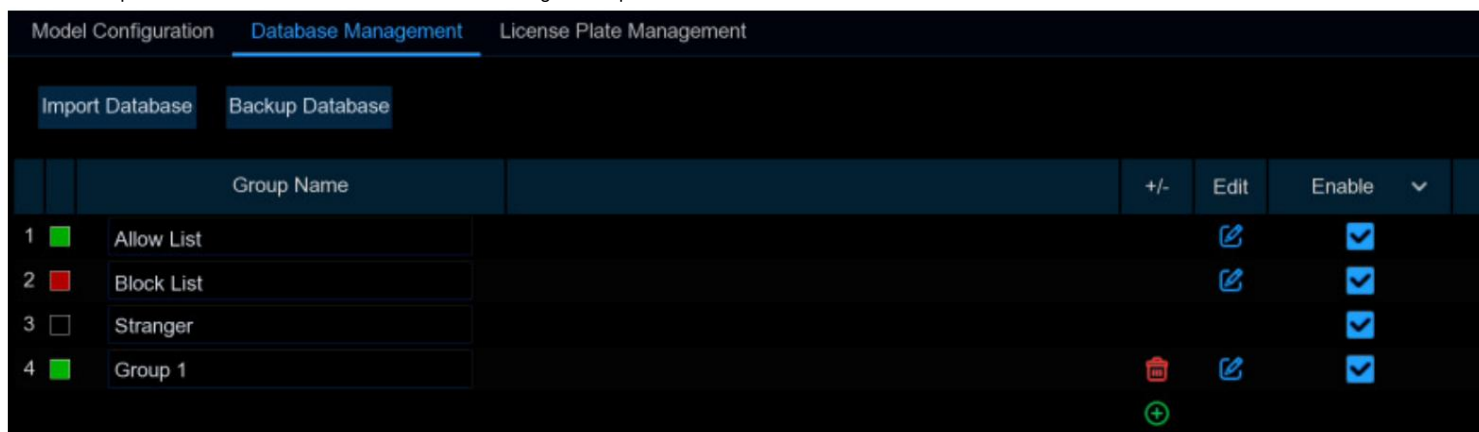 Model Configuration Database Management License Plate Management
Import Database Backup Database
Group Name +/- Edit Enable
1 Allow List
2 Block List
3 Stranger
4 Group 1